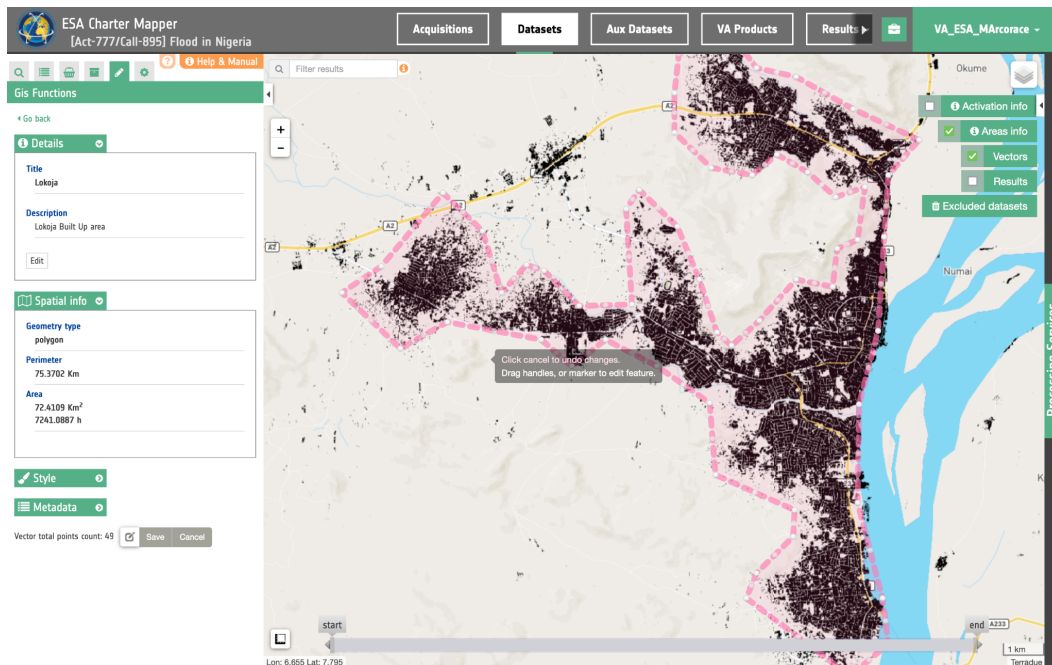 ESA Charter Mapper
[Act-777/Call-895] Flood in Nigeria
Acquisitions
Datasets
Aux Datasets
VA Products
Results
VA_ESA_MArcorace
Help & Manual
Gis Functions
Go back
Details
Title
Lokoja
Description
Lokoja Built Up area
Edit
Spatial info
Geometry type
polygon
Perimeter
75.3702 Km
Area
72.4109 Km²
7241.0887 h
Style
Metadata
Vector total points count: 49
Save
Cancel
Filter results
+
−
A2
A2
A2
A2
Okume
Activation info
Areas info
Vectors
Results
Excluded datasets
Numai
Processing Services
Click cancel to undo changes.
Drag handles, or marker to edit feature.
start
end
A233
1 km
Lon: 6.655 Lat: 7.795
Terradue